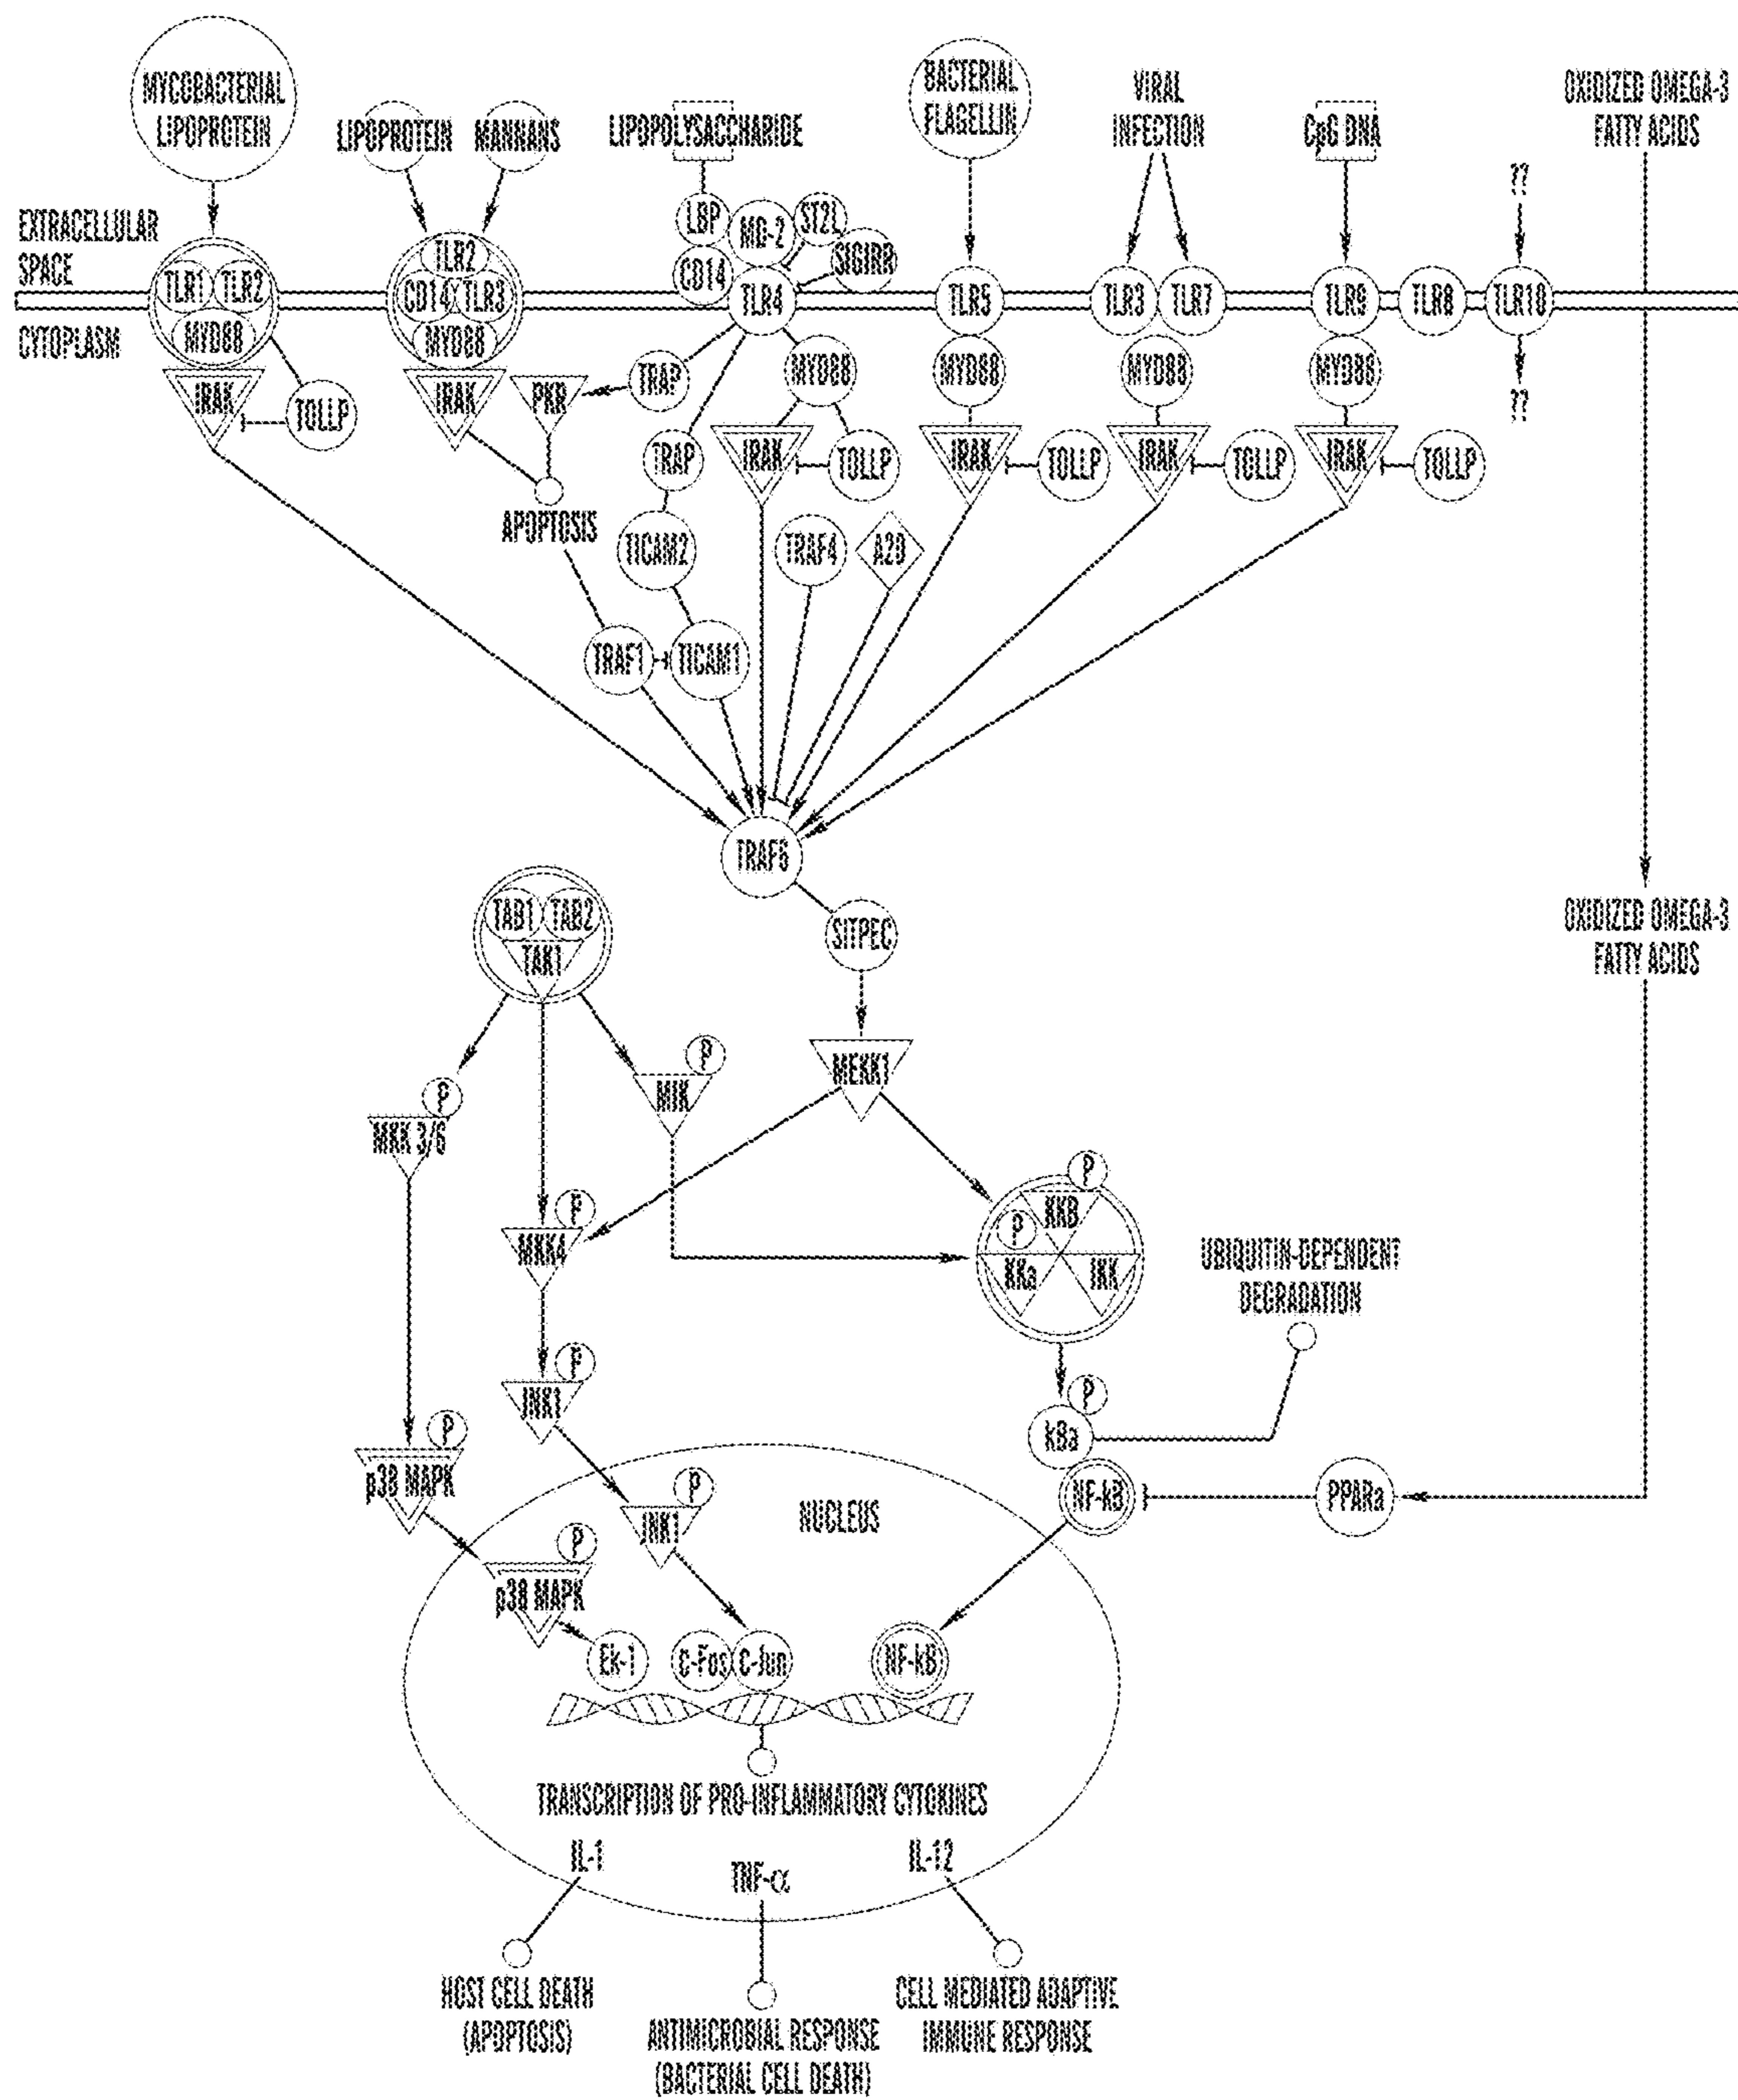 MYCOBACTERIAL
LIPOPROTEIN
LIPOPROTEIN
MANNANS
LIPOPOLYSACCHARIDE
BACTERIAL
FLAGELLIN
VIRAL
INFECTION
CpG DNA
OXIDIZED OMEGA-3
FATTY ACIDS
??
EXTRACELLULAR
SPACE
CYTOPLASM
TLR1
TLR2
MYD88
TLR2
CD14
TLR3
MYD88
LBP
CD14
MD-2
ST2L
SIGIRR
TLR4
TLR5
TLR3
TLR7
TLR9
TLR8
TLR10
??
IRAK
TOLLP
IRAK
PKR
TRAP
MYD88
MYD88
MYD88
MYD88
TRAP
IRAK
TOLLP
IRAK
TOLLP
IRAK
TOLLP
IRAK
TOLLP
APOPTOSIS
TICAM2
TRAF4
A20
TRAF1
TICAM1
TRAF6
TAB1
TAB2
TAK1
SITPEC
OXIDIZED OMEGA-3
FATTY ACIDS
P
MKK 3/6
P
MIK
MEKK1
P
MKK4
P
KKB
P
KKa
IKK
UBIQUITIN-DEPENDENT
DEGRADATION
P
JNK1
P
kBa
P
p38 MAPK
NF-kB
PPARa
NUCLEUS
P
JNK1
P
p38 MAPK
Ek-1
c-Fos
C-Jun
NF-kB
TRANSCRIPTION OF PRO-INFLAMMATORY CYTOKINES
IL-1
TNF-α
IL-12
HOST CELL DEATH
(APOPTOSIS)
ANTIMICROBIAL RESPONSE
(BACTERIAL CELL DEATH)
CELL MEDIATED ADAPTIVE
IMMUNE RESPONSE